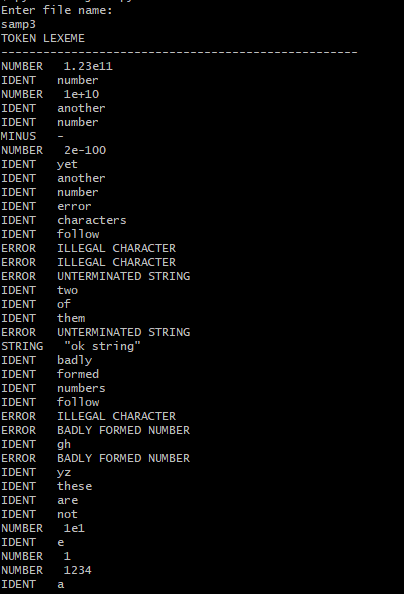 Enter file name:
samp3
TOKEN LEXEME
---------------------------------------------------
NUMBER   1.23e11
IDENT   number
NUMBER   1e+10
IDENT   another
IDENT   number
MINUS   -
NUMBER   2e-100
IDENT   yet
IDENT   another
IDENT   number
IDENT   error
IDENT   characters
IDENT   follow
ERROR   ILLEGAL CHARACTER
ERROR   ILLEGAL CHARACTER
ERROR   UNTERMINATED STRING
IDENT   two
IDENT   of
IDENT   them
ERROR   UNTERMINATED STRING
STRING   "ok string"
IDENT   badly
IDENT   formed
IDENT   numbers
IDENT   follow
ERROR   ILLEGAL CHARACTER
ERROR   BADLY FORMED NUMBER
IDENT   gh
ERROR   BADLY FORMED NUMBER
IDENT   yz
IDENT   these
IDENT   are
IDENT   not
NUMBER   1e1
IDENT   e
NUMBER   1
NUMBER   1234
IDENT   a